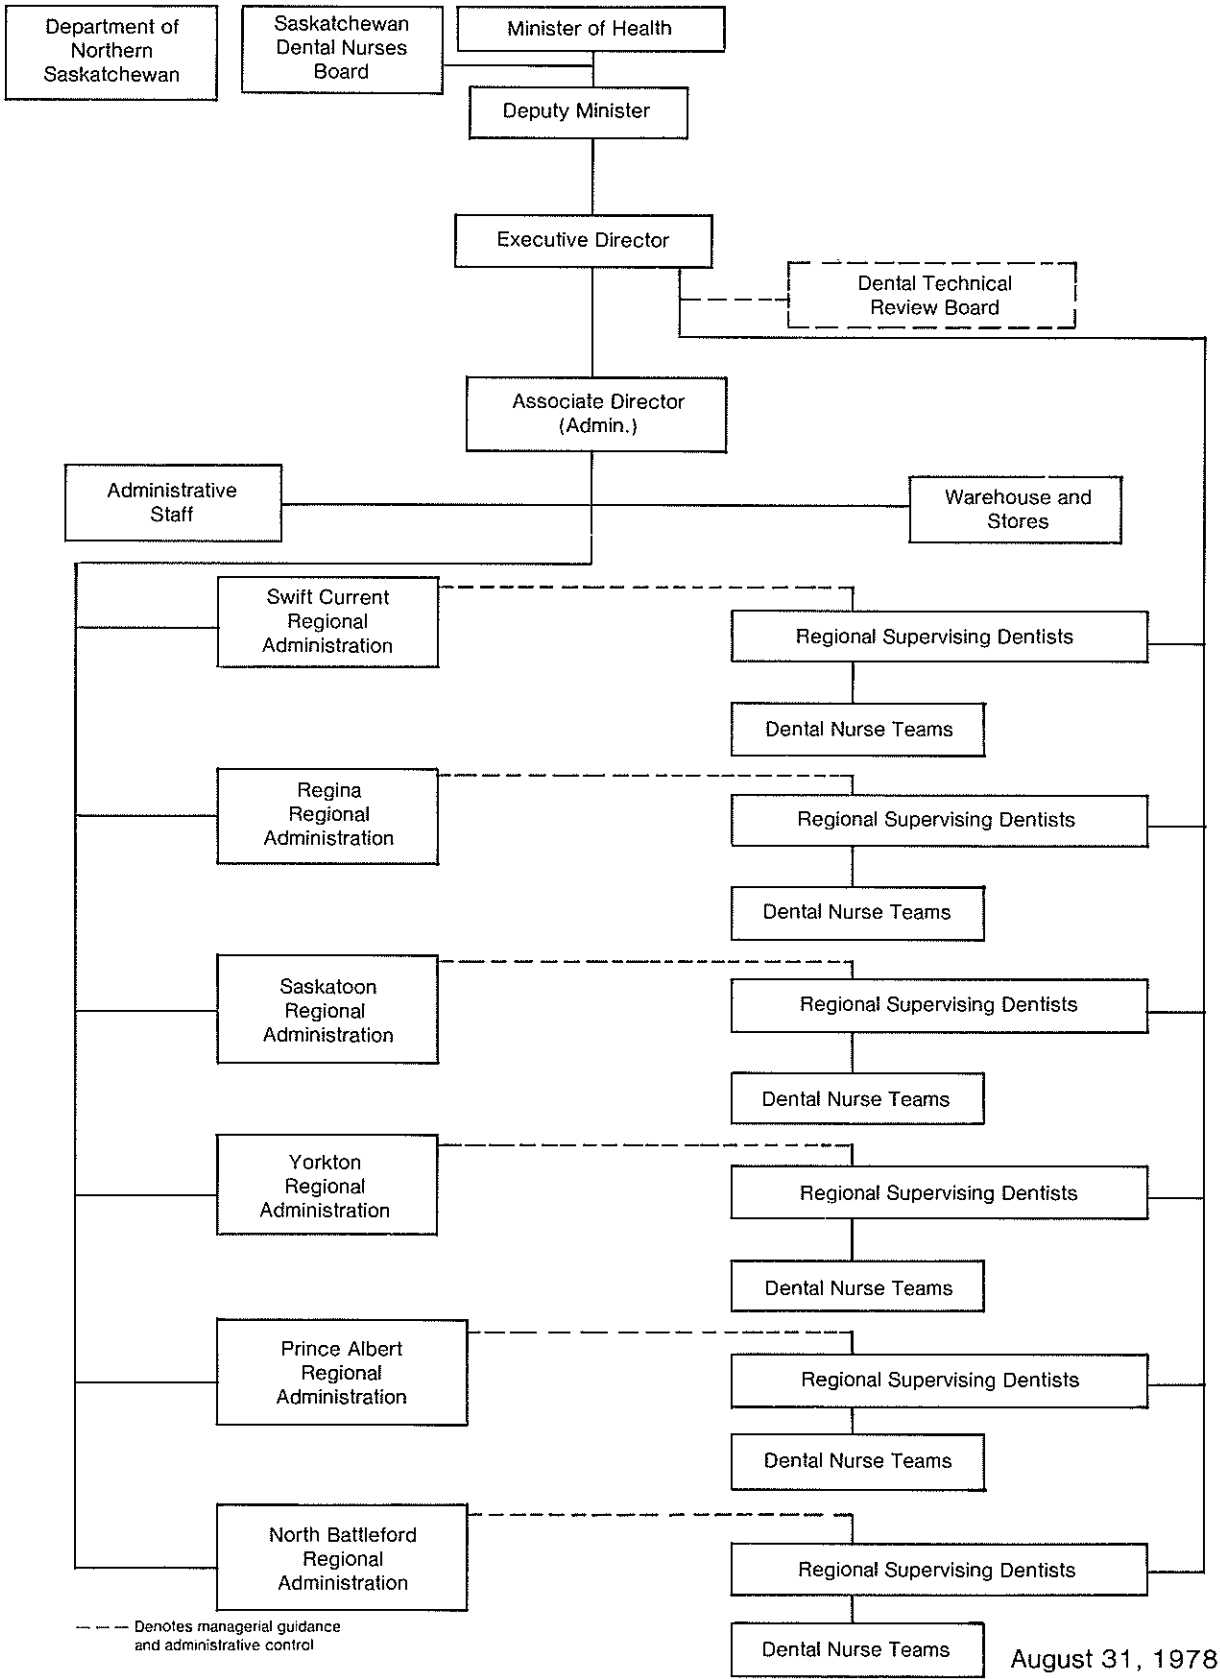 Department of
Northern
Saskatchewan
Saskatchewan
Dental Nurses
Board
Minister of Health
Deputy Minister
Executive Director
Dental Technical
Review Board
Associate Director
(Admin.)
Administrative
Staff
Warehouse and
Stores
Swift Current
Regional
Administration
Regional Supervising Dentists
Dental Nurse Teams
Regina
Regional
Administration
Regional Supervising Dentists
Dental Nurse Teams
Saskatoon
Regional
Administration
Regional Supervising Dentists
Dental Nurse Teams
Yorkton
Regional
Administration
Regional Supervising Dentists
Dental Nurse Teams
Prince Albert
Regional
Administration
Regional Supervising Dentists
Dental Nurse Teams
North Battleford
Regional
Administration
Regional Supervising Dentists
Dental Nurse Teams
Denotes managerial guidance
and administrative control
August 31, 1978